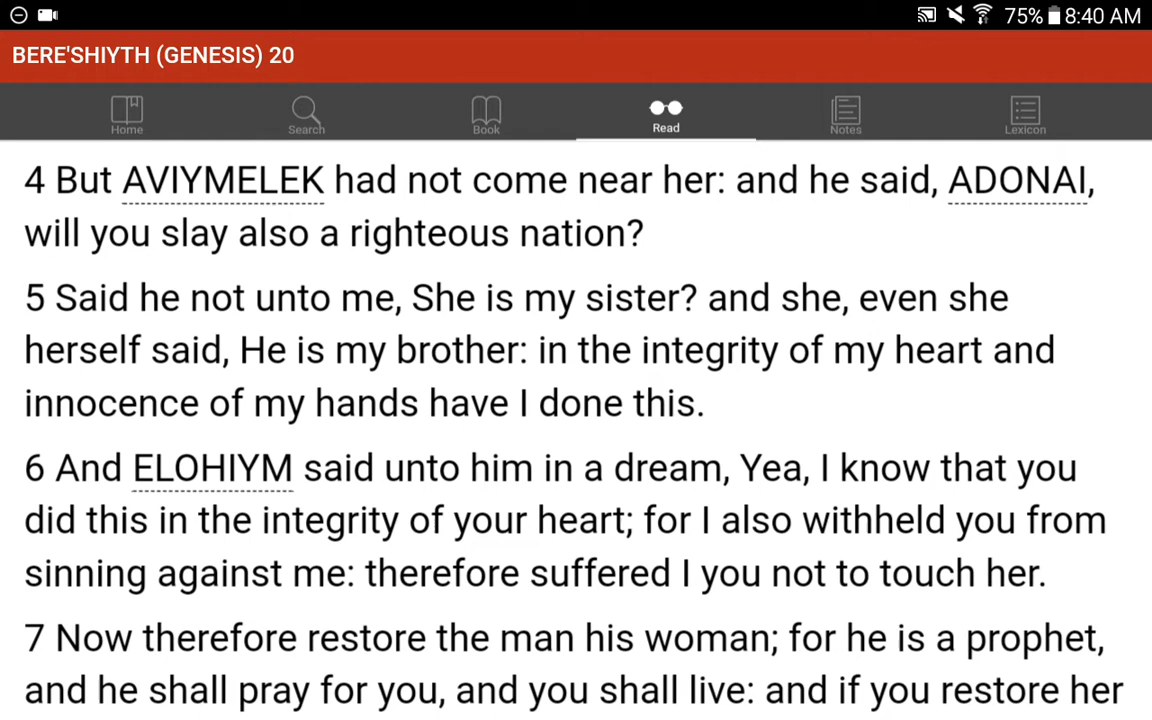 75% 8:40 AM
BERE'SHIYTH (GENESIS) 20
Home Search Book Read Notes Lexicon
4 But AVIYMELEK had not come near her: and he said, ADONAI,
will you slay also a righteous nation?
5 Said he not unto me, She is my sister? and she, even she
herself said, He is my brother: in the integrity of my heart and
innocence of my hands have I done this.
6 And ELOHIYM said unto him in a dream, Yea, I know that you
did this in the integrity of your heart; for I also withheld you from
sinning against me: therefore suffered I you not to touch her.
7 Now therefore restore the man his woman; for he is a prophet,
and he shall pray for you, and you shall live: and if you restore her